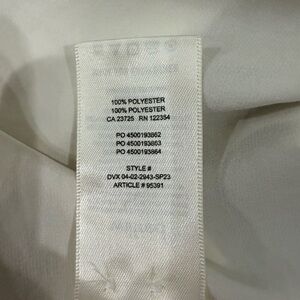 100% POLYESTER
100% POLYESTER
CA 23725 RN 122354
PO 4500193862
PO 4500193863
PO 4500193864
STYLE #
DVX 04-02-2943-SP23
ARTICLE # 95391